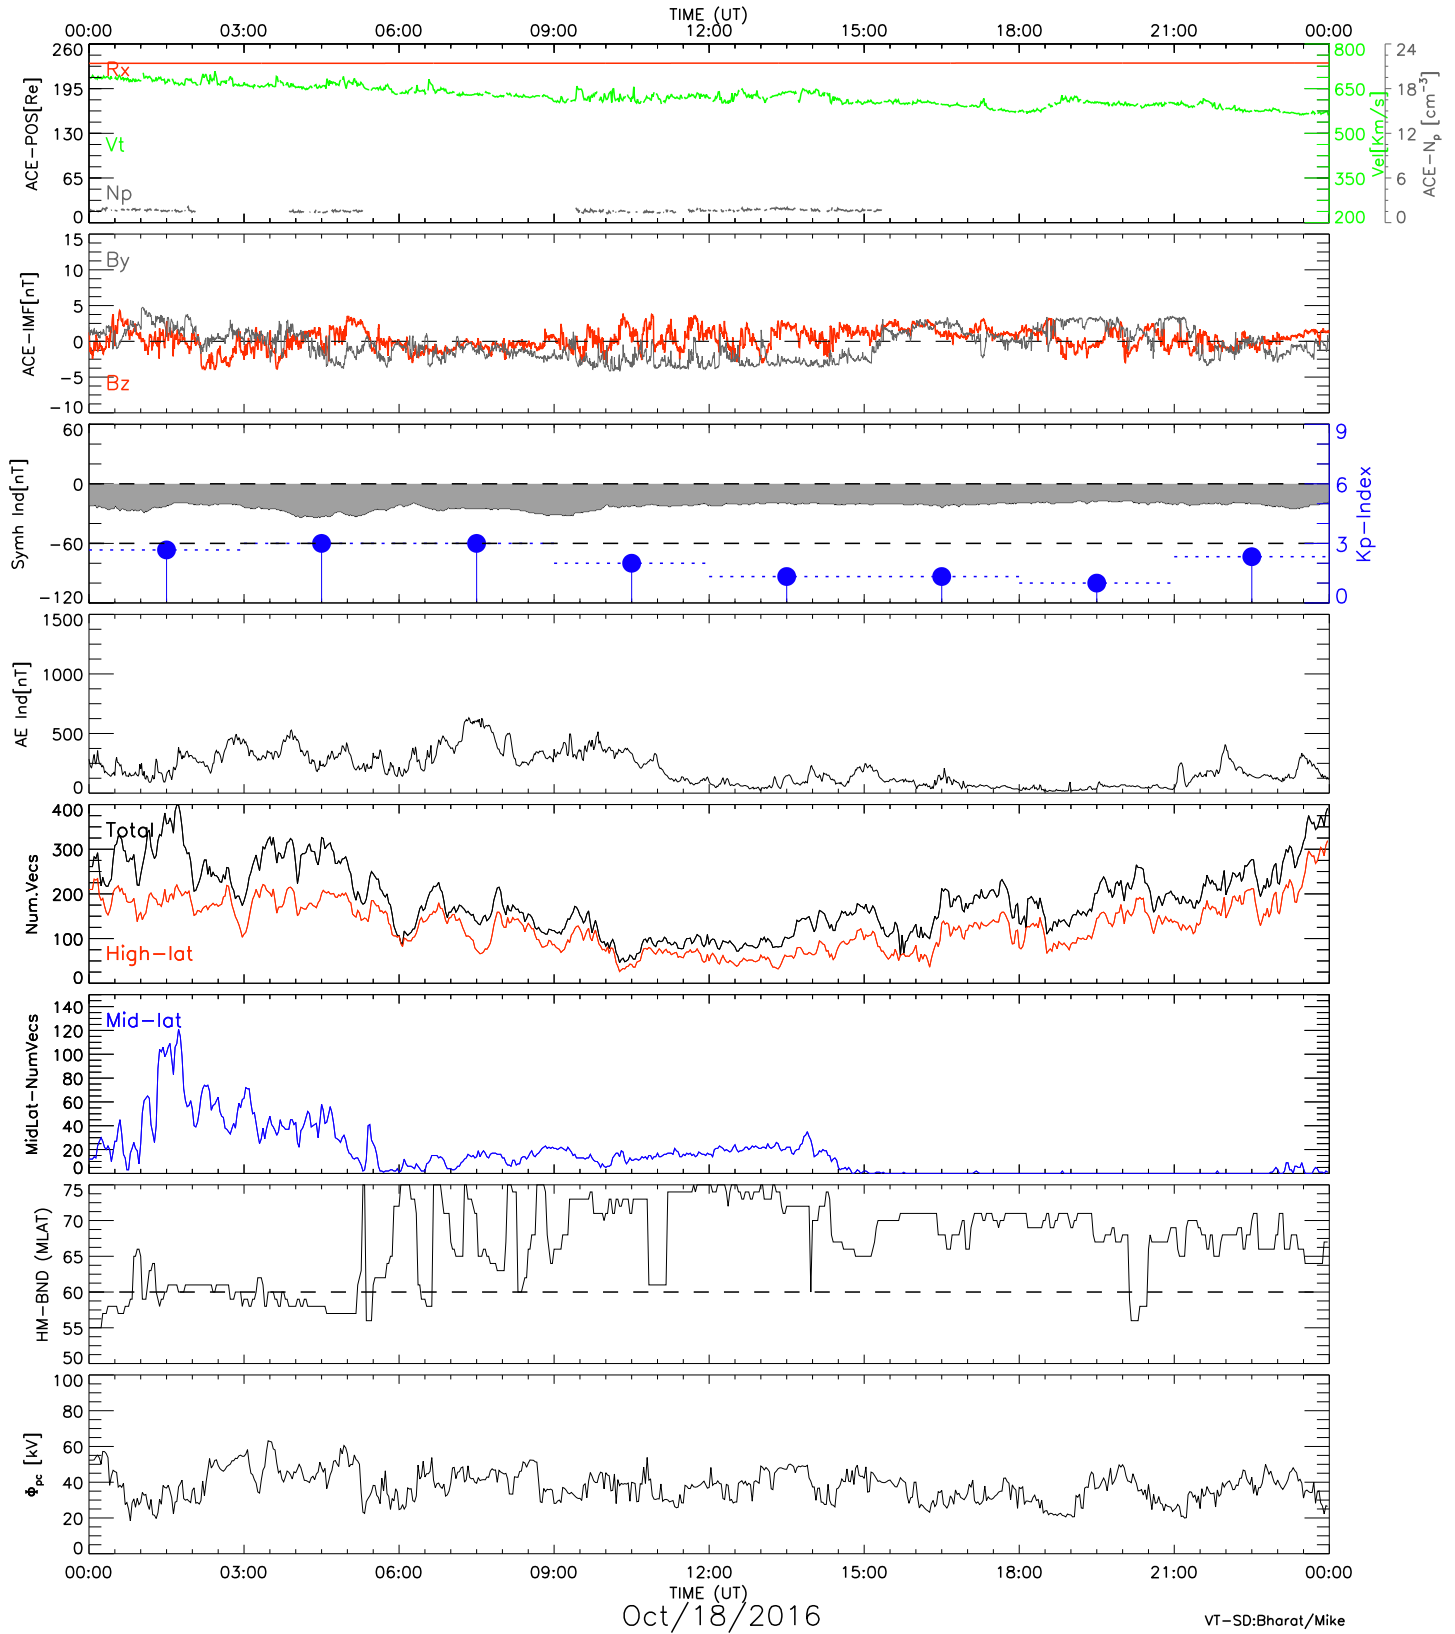 TIME (UT)
00:00 03:00 06:00 09:00 12:00 15:00 18:00 21:00 00:00
260
195
130
65
0
ACE-POS[Re]
Rx
Vt
Np
800
650
500
350
200
Vel[Km/s]
24
18
12
6
0
ACE-Np [cm⁻³]
15
10
5
0
-5
-10
ACE-IMF[nT]
By
Bz
60
0
-60
-120
Symh Ind[nT]
9
6
3
0
Kp-Index
1500
1000
500
0
AE Ind[nT]
400
300
200
100
0
Num.Vecs
Total
High-lat
140
120
100
80
60
40
20
0
MidLat-NumVecs
Mid-lat
75
70
65
60
55
50
HM-BND (MLAT)
100
80
60
40
20
0
Φpc [kV]
00:00 03:00 06:00 09:00 12:00 15:00 18:00 21:00 00:00
TIME (UT)
Oct/18/2016
VT-SD:Bharat/Mike